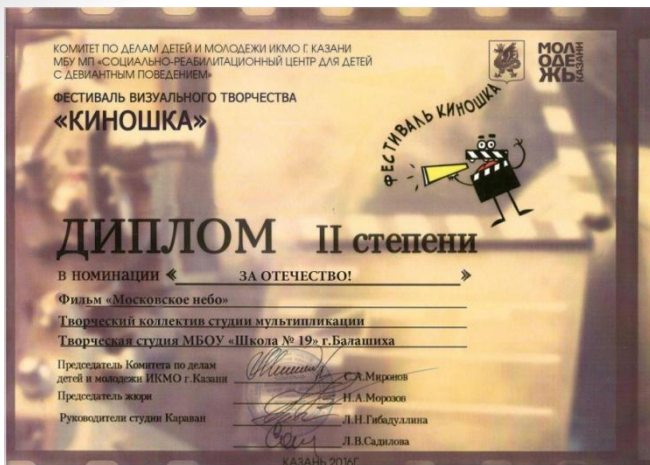 КОМИТЕТ ПО ДЕЛАМ ДЕТЕЙ И МОЛОДЕЖИ ИКМО Г. КАЗАНИ
МБУ МП «СОЦИАЛЬНО-РЕАБИЛИТАЦИОННЫЙ ЦЕНТР ДЛЯ ДЕТЕЙ
С ДЕВИАНТНЫМ ПОВЕДЕНИЕМ»
МОЛОДЕЖЬ КАЗАНИ
ФЕСТИВАЛЬ ВИЗУАЛЬНОГО ТВОРЧЕСТВА
«КИНОШКА»
ФЕСТИВАЛЬ КИНОШКА
ДИПЛОМ II степени
в номинации « ЗА ОТЕЧЕСТВО! »
Фильм «Московское небо»
Творческий коллектив студии мультипликации
Творческая студия МБОУ «Школа № 19» г.Балашиха
Председатель Комитета по делам
детей и молодежи ИКМО г.Казани С.А.Миронов
Председатель жюри Н.А.Морозов
Руководители студии Караван Л.Н.Гибадуллина
Л.В.Садилова
КАЗАНЬ 2016Г